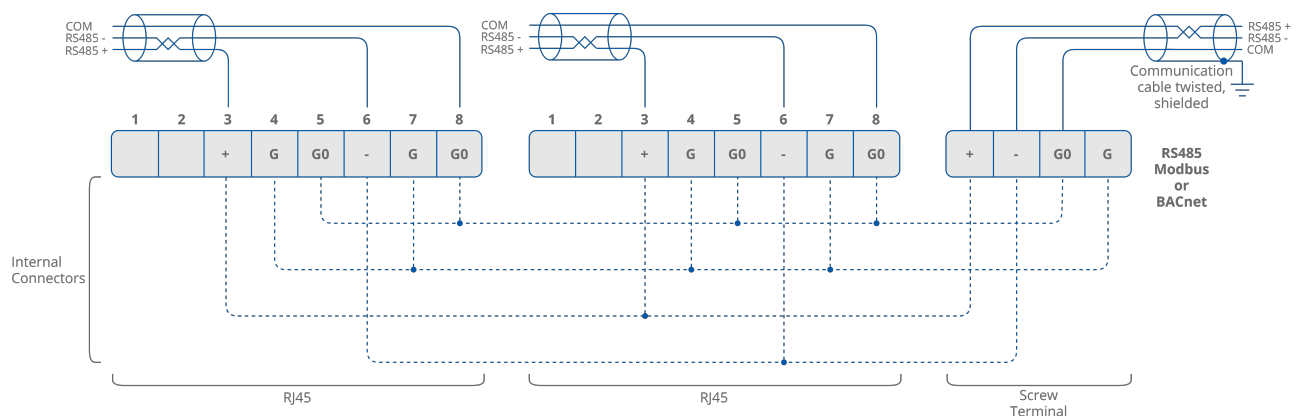 COM
RS485 -
RS485 +
COM
RS485 -
RS485 +
RS485 +
RS485 -
COM
Communication
cable twisted,
shielded
1 2 3 4 5 6 7 8
1 2 3 4 5 6 7 8
+ G G0 - G G0
+ G G0 - G G0
+ - G0 G
RS485
Modbus
or
BACnet
Internal
Connectors
RJ45
RJ45
Screw
Terminal